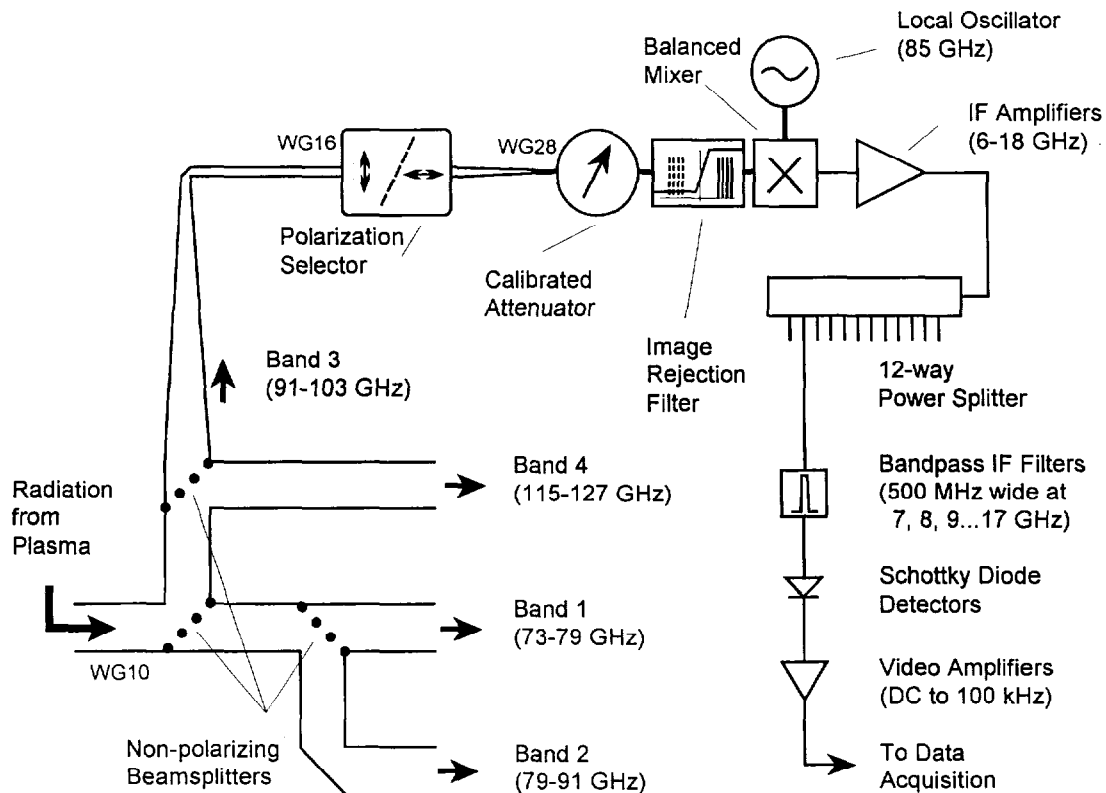 Local Oscillator
(85 GHz)
Balanced
Mixer
IF Amplifiers
(6-18 GHz)
WG16
WG28
Polarization
Selector
Calibrated
Attenuator
Image
Rejection
Filter
12-way
Power Splitter
Band 3
(91-103 GHz)
Radiation
from
Plasma
Band 4
(115-127 GHz)
Bandpass IF Filters
(500 MHz wide at
7, 8, 9...17 GHz)
Schottky Diode
Detectors
Band 1
(73-79 GHz)
WG10
Video Amplifiers
(DC to 100 kHz)
Non-polarizing
Beamsplitters
Band 2
(79-91 GHz)
To Data
Acquisition